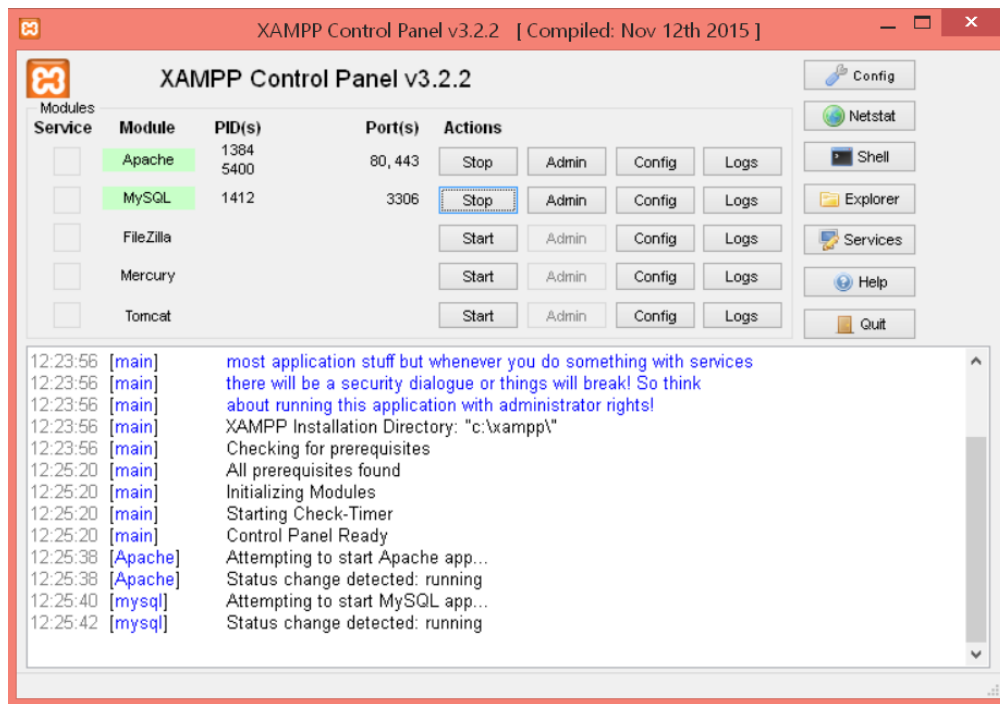 XAMPP Control Panel v3.2.2 [ Compiled: Nov 12th 2015 ]
XAMPP Control Panel v3.2.2
Config
Modules
Netstat
Service Module PID(s) Port(s) Actions
Apache 1384 5400 80, 443 Stop Admin Config Logs
Shell
MySQL 1412 3306 Stop Admin Config Logs
Explorer
FileZilla Start Admin Config Logs
Services
Mercury Start Admin Config Logs
Help
Tomcat Start Admin Config Logs
Quit
12:23:56 [main] most application stuff but whenever you do something with services
12:23:56 [main] there will be a security dialogue or things will break! So think
12:23:56 [main] about running this application with administrator rights!
12:23:56 [main] XAMPP Installation Directory: "c:\xampp\"
12:23:56 [main] Checking for prerequisites
12:25:20 [main] All prerequisites found
12:25:20 [main] Initializing Modules
12:25:20 [main] Starting Check-Timer
12:25:20 [main] Control Panel Ready
12:25:38 [Apache] Attempting to start Apache app...
12:25:38 [Apache] Status change detected: running
12:25:40 [mysql] Attempting to start MySQL app...
12:25:42 [mysql] Status change detected: running